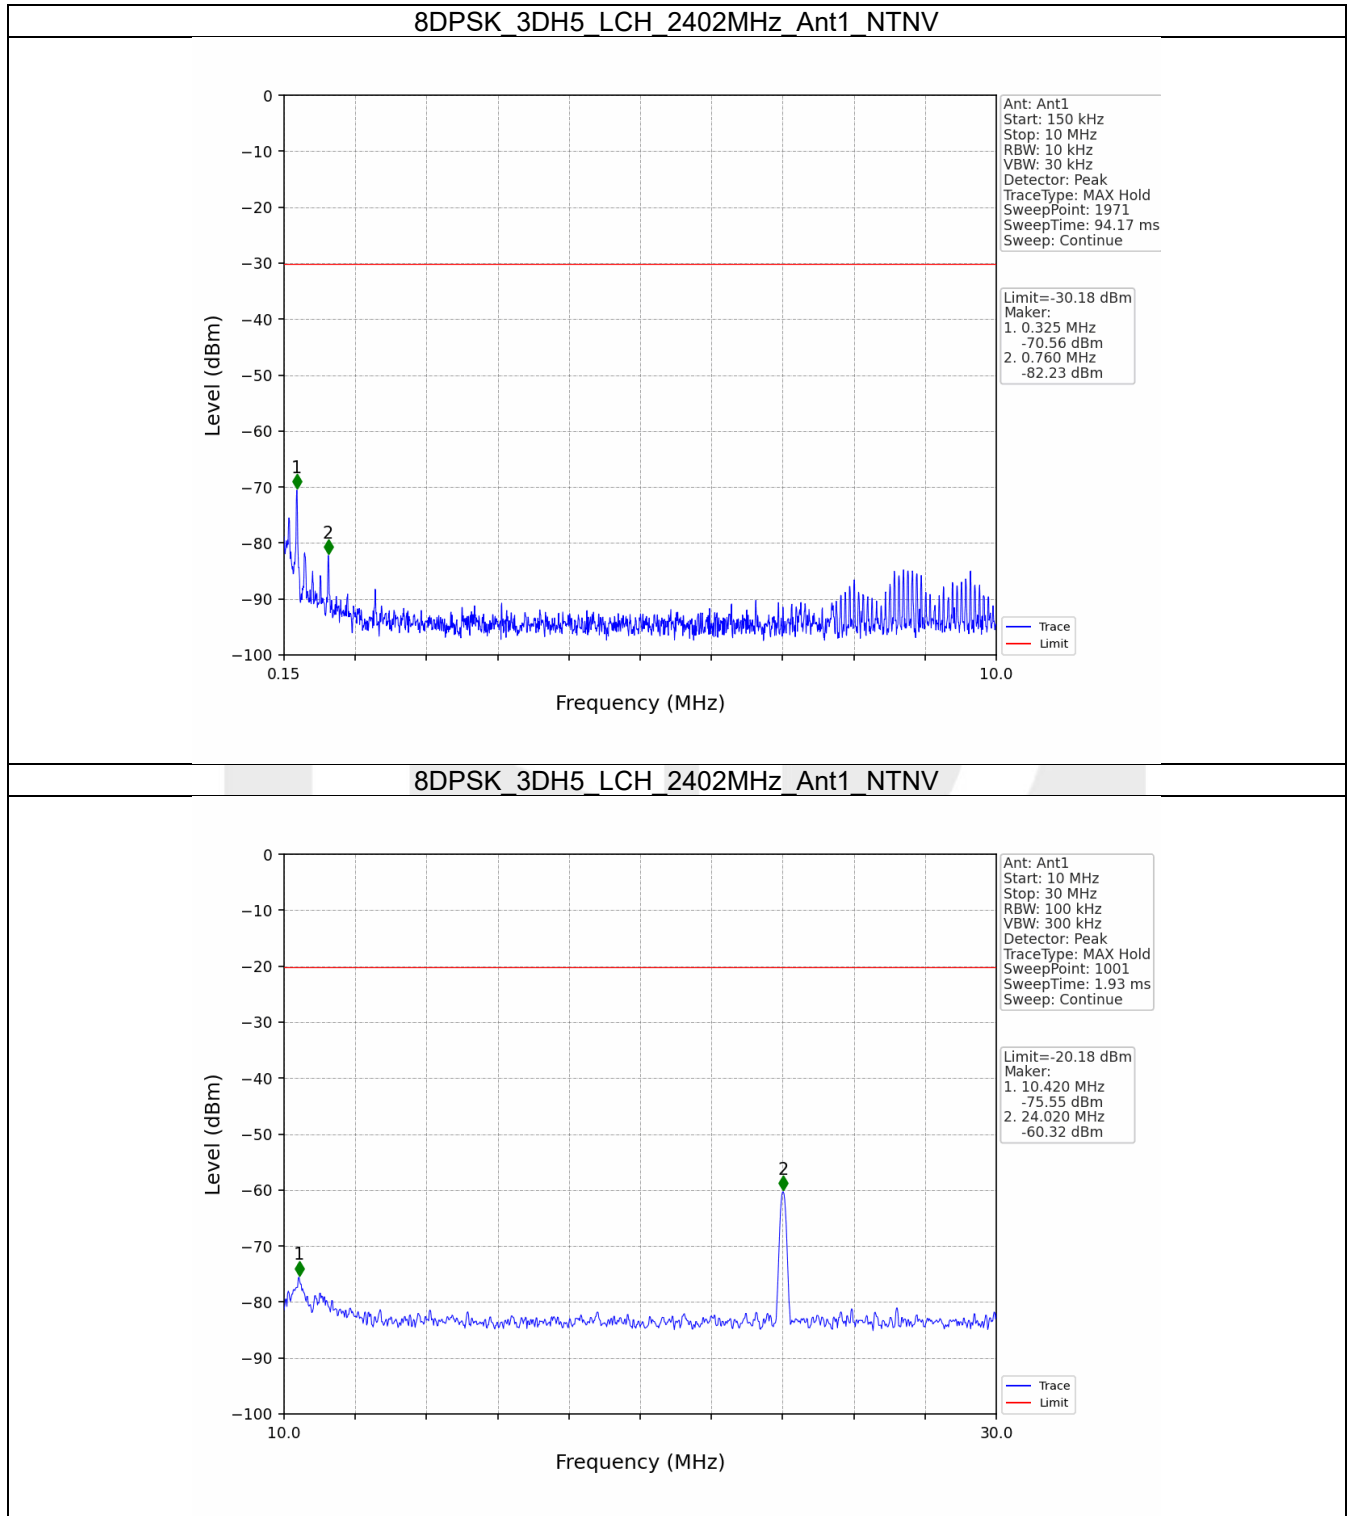 8DPSK_3DH5_LCH_2402MHz_Ant1_NTNV
0
−10
−20
−30
−40
−50
−60
−70
−80
−90
−100
Level (dBm)
1
2
0.15
10.0
Frequency (MHz)
Ant: Ant1
Start: 150 kHz
Stop: 10 MHz
RBW: 10 kHz
VBW: 30 kHz
Detector: Peak
TraceType: MAX Hold
SweepPoint: 1971
SweepTime: 94.17 ms
Sweep: Continue
Limit=-30.18 dBm
Maker:
1. 0.325 MHz
-70.56 dBm
2. 0.760 MHz
-82.23 dBm
Trace
Limit
8DPSK_3DH5_LCH_2402MHz_Ant1_NTNV
0
−10
−20
−30
−40
−50
−60
−70
−80
−90
−100
Level (dBm)
1
2
10.0
30.0
Frequency (MHz)
Ant: Ant1
Start: 10 MHz
Stop: 30 MHz
RBW: 100 kHz
VBW: 300 kHz
Detector: Peak
TraceType: MAX Hold
SweepPoint: 1001
SweepTime: 1.93 ms
Sweep: Continue
Limit=-20.18 dBm
Maker:
1. 10.420 MHz
-75.55 dBm
2. 24.020 MHz
-60.32 dBm
Trace
Limit